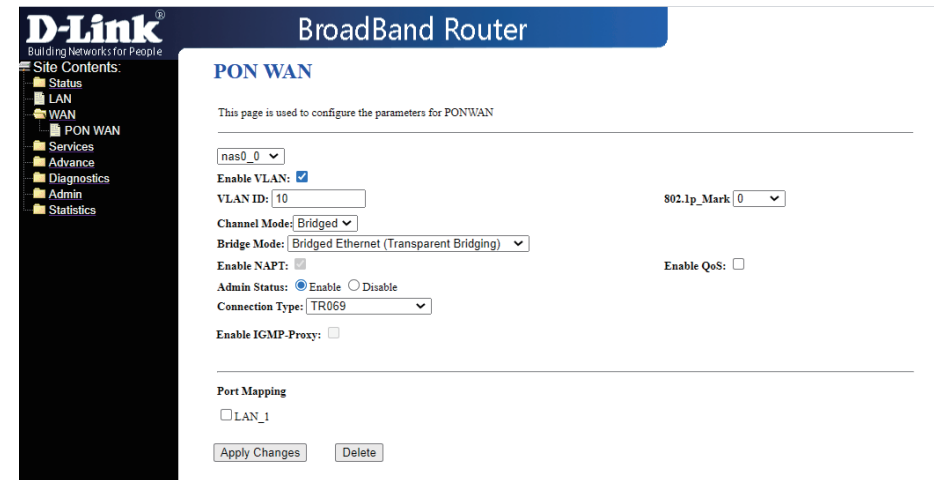 D-Link®
Building Networks for People
BroadBand Router
Site Contents:
Status
LAN
WAN
PON WAN
Services
Advance
Diagnostics
Admin
Statistics
PON WAN
This page is used to configure the parameters for PONWAN
nas0_0
Enable VLAN:
VLAN ID: 10 802.1p_Mark 0
Channel Mode: Bridged
Bridge Mode: Bridged Ethernet (Transparent Bridging)
Enable NAPT: Enable QoS:
Admin Status: Enable Disable
Connection Type: TR069
Enable IGMP-Proxy:
Port Mapping
LAN_1
Apply Changes Delete